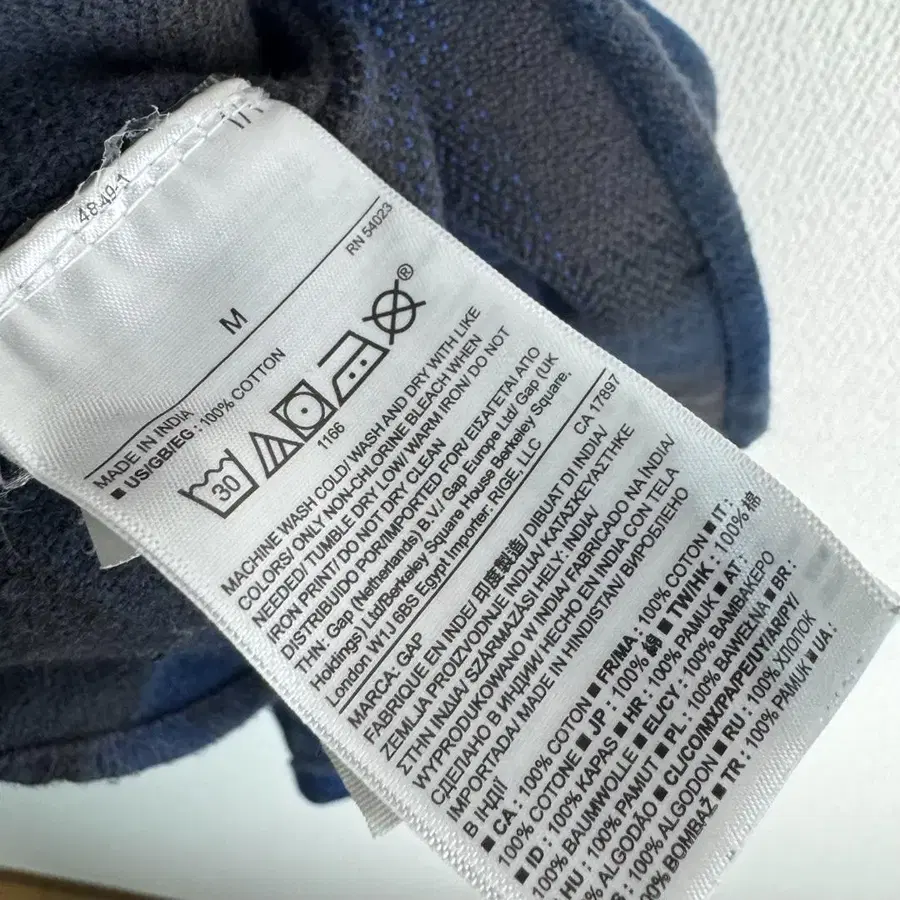 48-49-1
1/1
M
RN 54023
MADE IN INDIA
■ US/GB/EG : 100% COTTON
30
1166
®
MACHINE WASH COLD/ WASH AND DRY WITH LIKE
COLORS/ ONLY NON-CHLORINE BLEACH WHEN
NEEDED/ TUMBLE DRY LOW/ WARM IRON/ DO NOT
IRON PRINT/ DO NOT DRY CLEAN
DISTRIBUIDO POR/IMPORTED FOR/ ΕΙΣΑΓΕΤΑΙ ΑΠΟ
ΤΗΝ Gap (Netherlands) B.V./ Gap Europe Ltd/ Gap (UK
Holdings) Ltd/Berkeley Square House Berkeley Square,
London W1J 6BS Egypt Importer: RIGE, LLC
MARCA: GAP
CA 17897
FABRIQUE EN INDE/ 印度製造/ DIBUAT DI INDIA/
ZEMLJA PROIZVODNJE INDIJA/ ΚΑΤΑΣΚΕΥΑΣΤΗΚΕ
ΣΤΗΝ ΙΝΔΙΑ/ SZÁRMAZÁSI HELY: INDIA/
WYPRODUKOWANO W INDIA/ FABRICADO NA ÍNDIA/
СДЕЛАНО В ИНДИИ/ HECHO EN INDIA CON TELA
IMPORTADA/ MADE IN HINDISTAN/ ВИРОБЛЕНО
В ІНДІЇ
■ CA : 100% COTON ■ FR/MA : 100% COTON ■ IT :
100% COTONE ■ JP : 100% 綿 ■ TW/HK : 100% 棉
■ ID : 100% KAPAS ■ HR : 100% PAMUK ■ AT :
100% BAUMWOLLE ■ EL/CY : 100% ΒΑΜΒΑΚΕΡΟ
HU : 100% PAMUT ■ PL : 100% BAWEŁNA ■ BR :
100% ALGODÃO ■ CL/CO/MX/PA/PE/UY/AR/PY/
S : 100% ALGODON ■ RU : 100% ХЛОПОК
100% BOMBAŽ ■ TR : 100% PAMUK ■ UA :